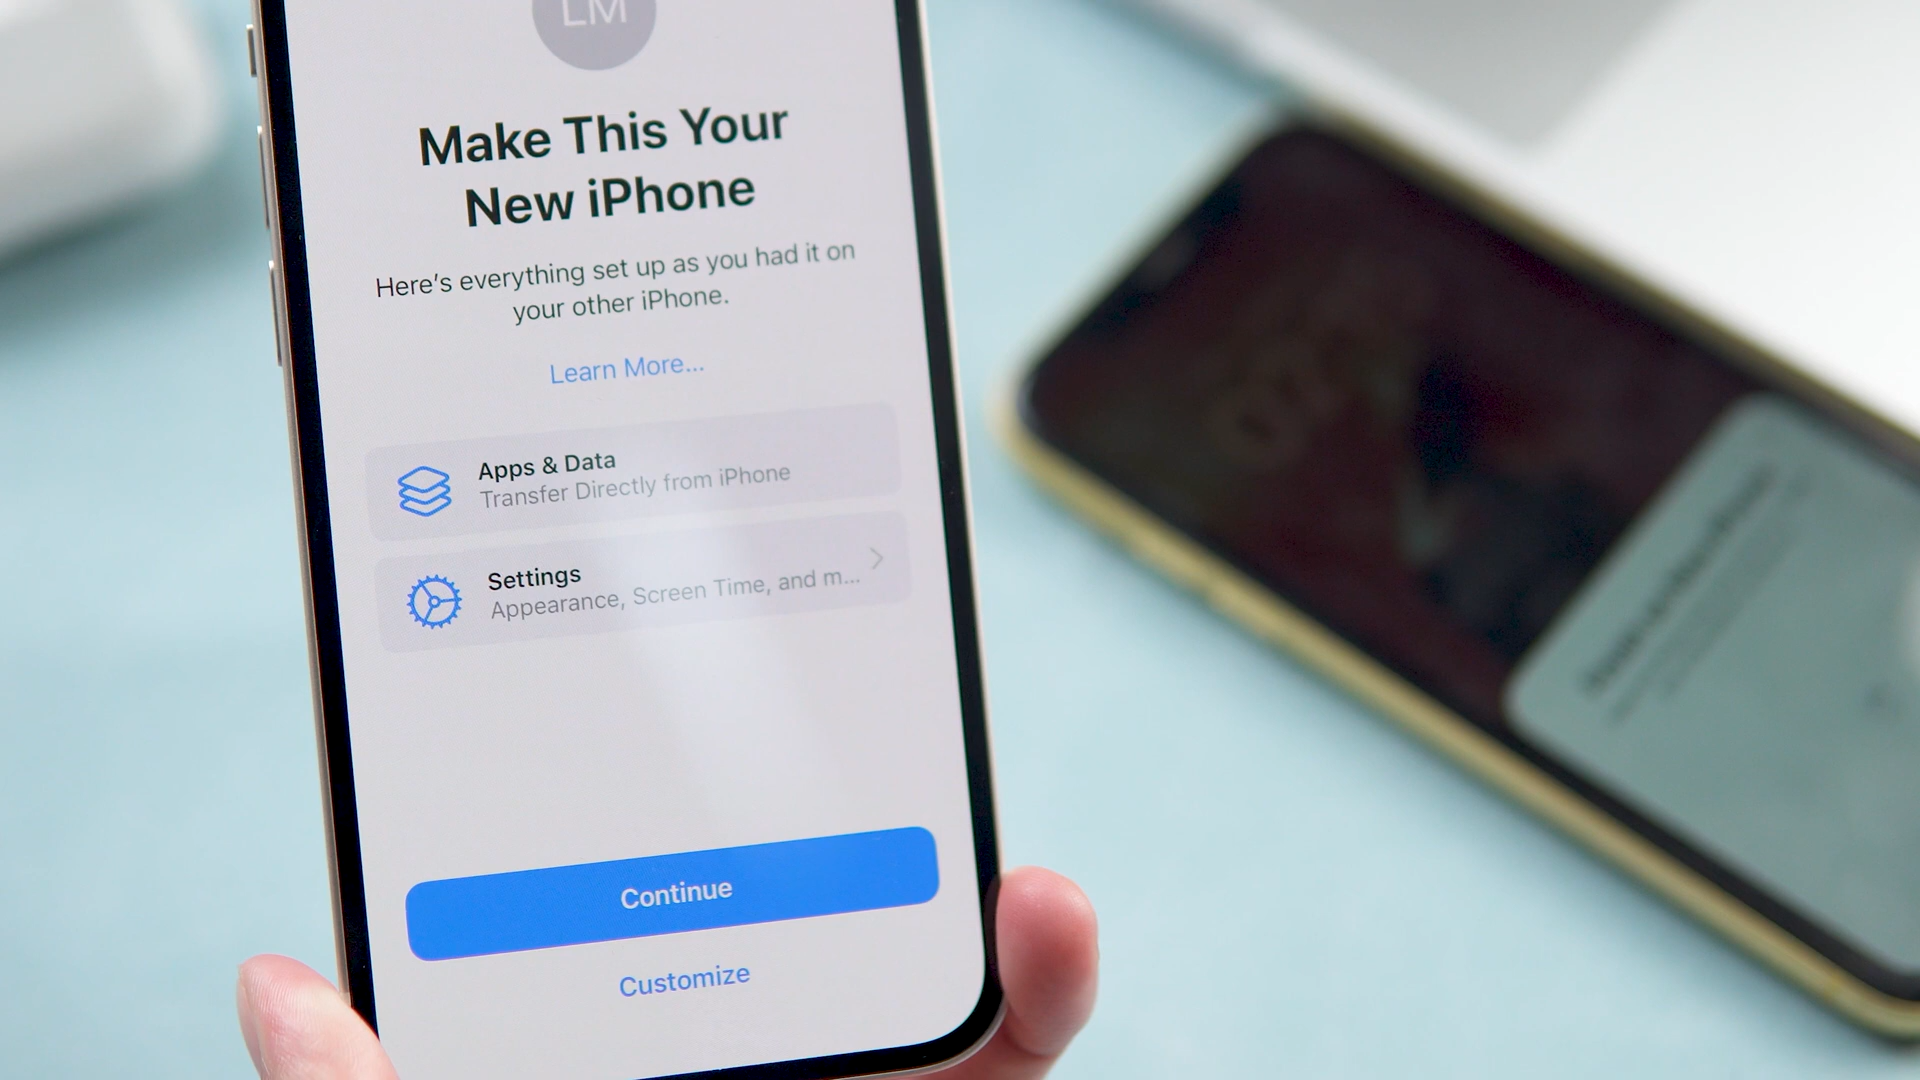 LM
Make This Your
New iPhone
Here's everything set up as you had it on
your other iPhone.
Learn More...
Apps & Data
Transfer Directly from iPhone
Settings
Appearance, Screen Time, and m...
Continue
Customize